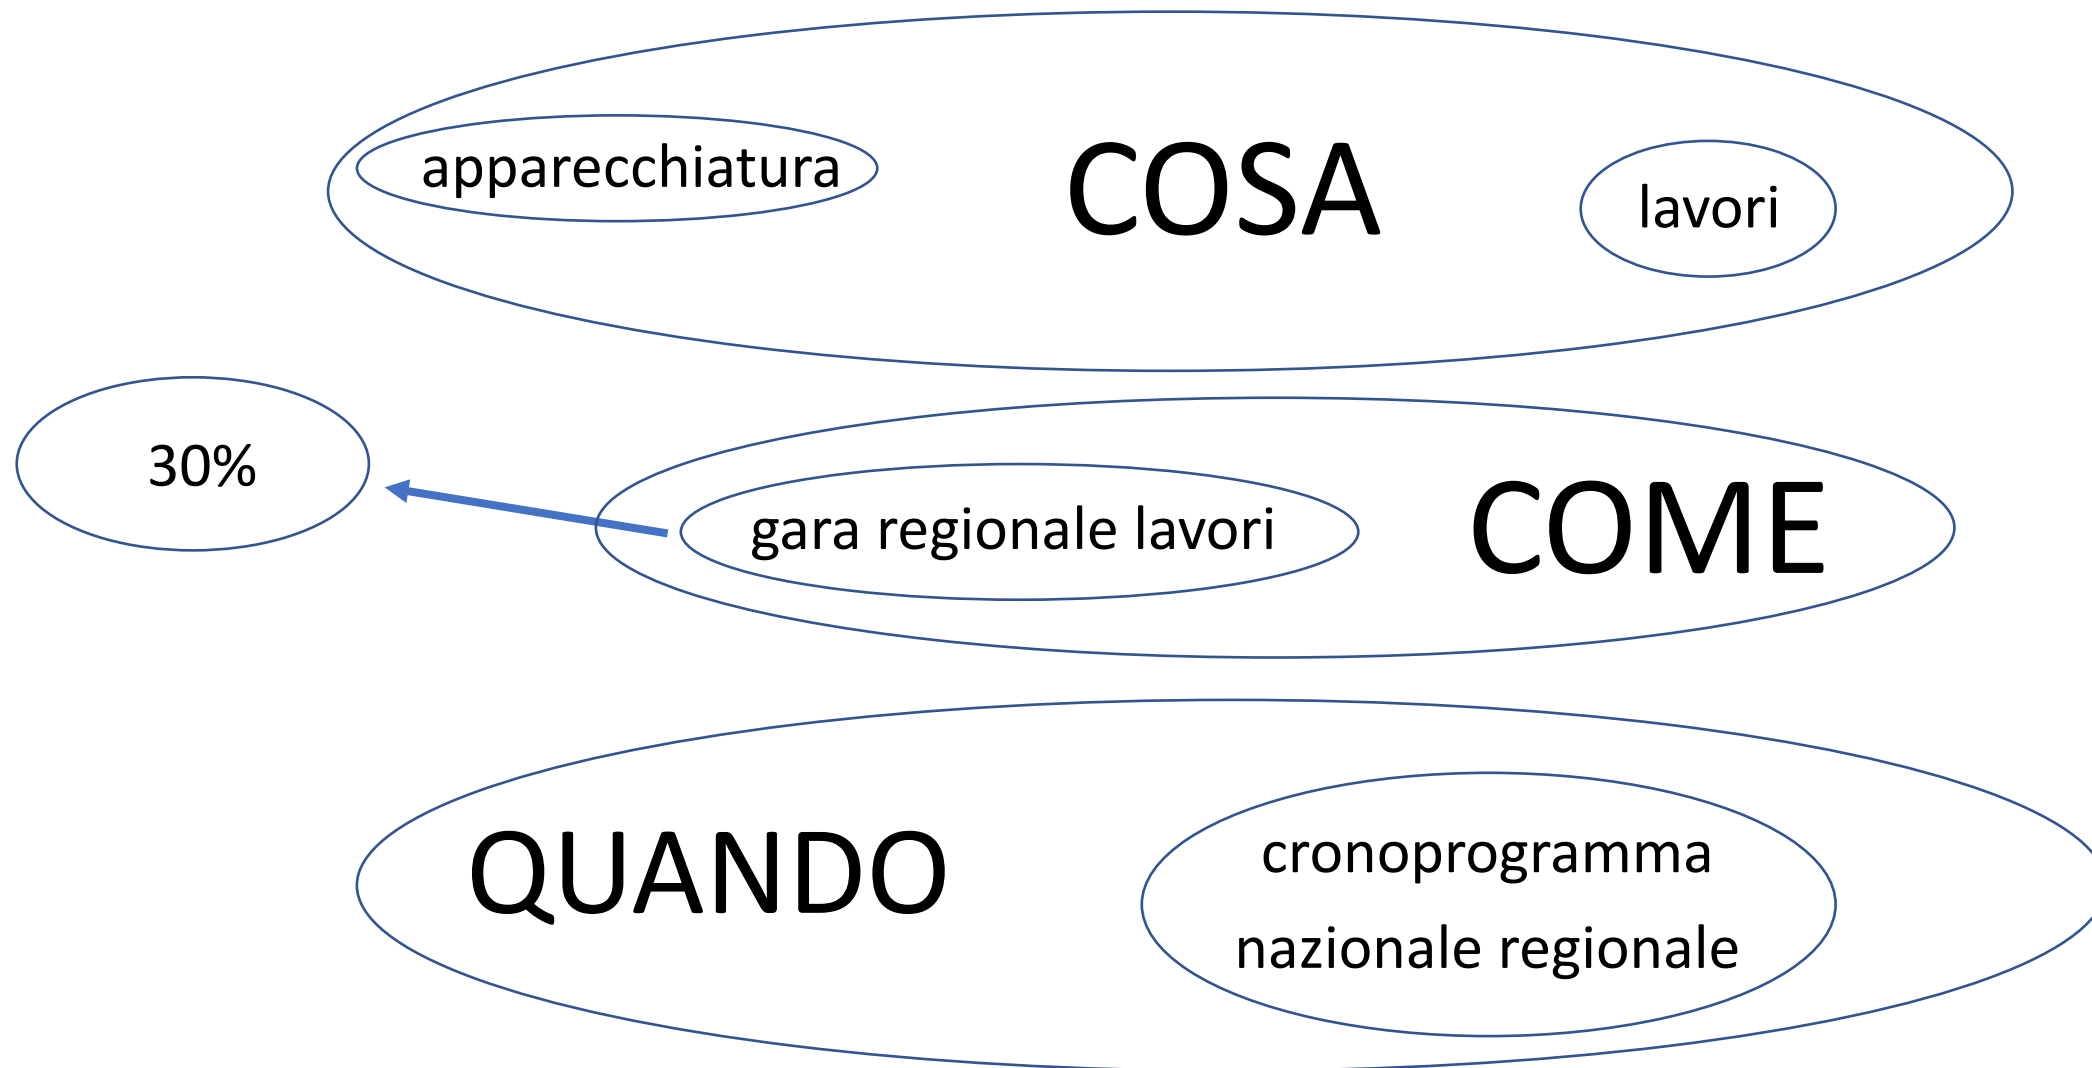 apparecchiatura
COSA
lavori
30%
gara regionale lavori
COME
QUANDO
cronoprogramma
nazionale regionale